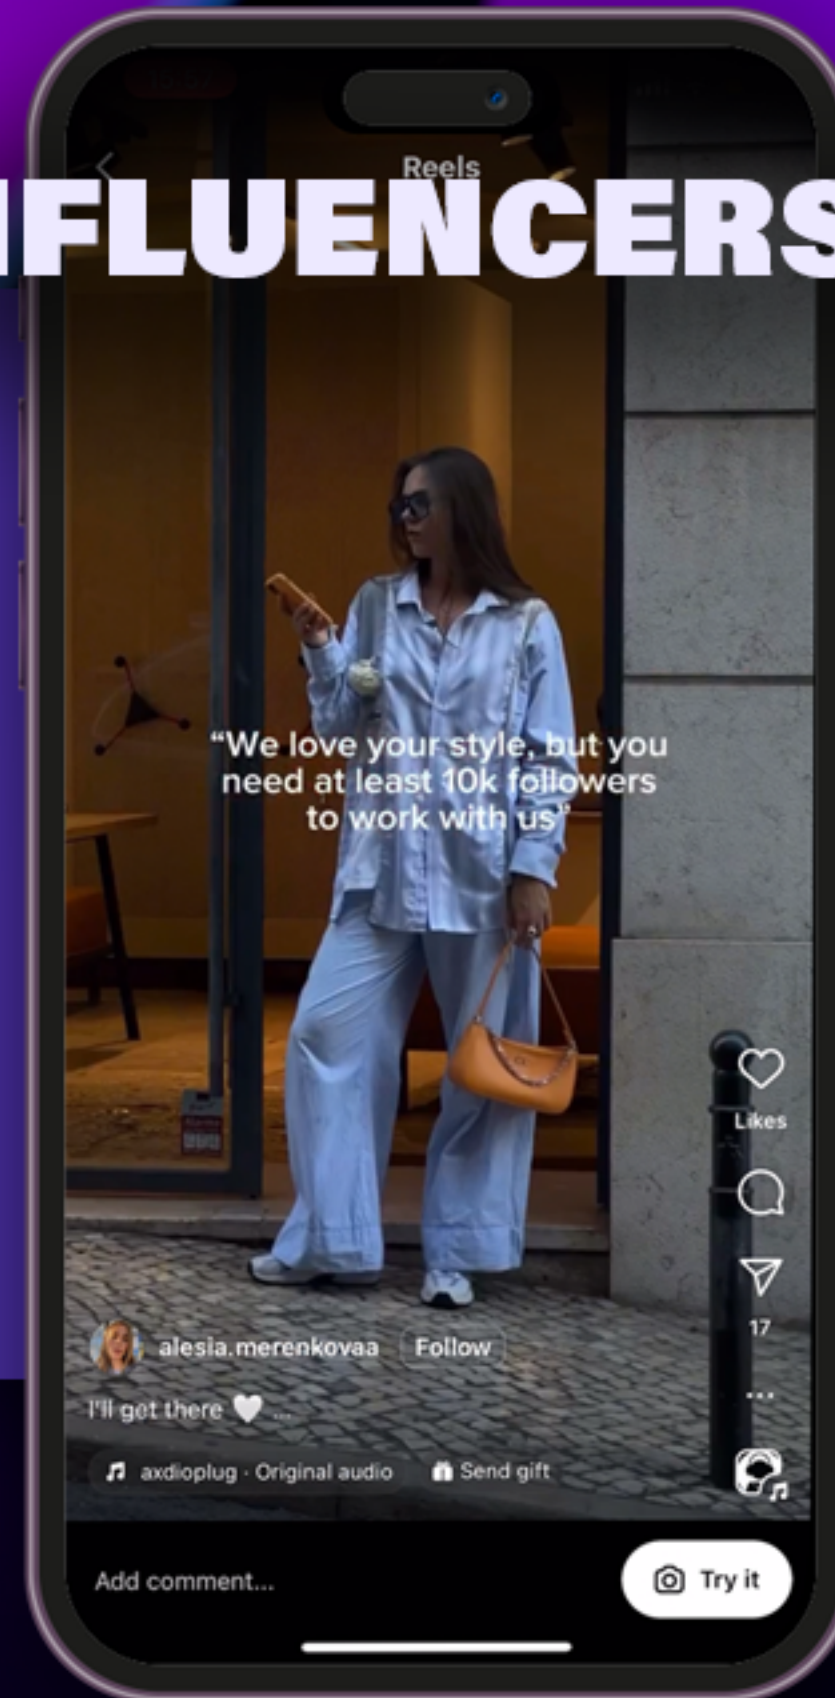 Reels
NFLUENCERS
“We love your style, but you
need at least 10k followers
to work with us”
Likes
17
alesia.merenkovaa Follow
I'll get there 🤍 ...
axdioplug · Original audio Send gift
Add comment... Try it